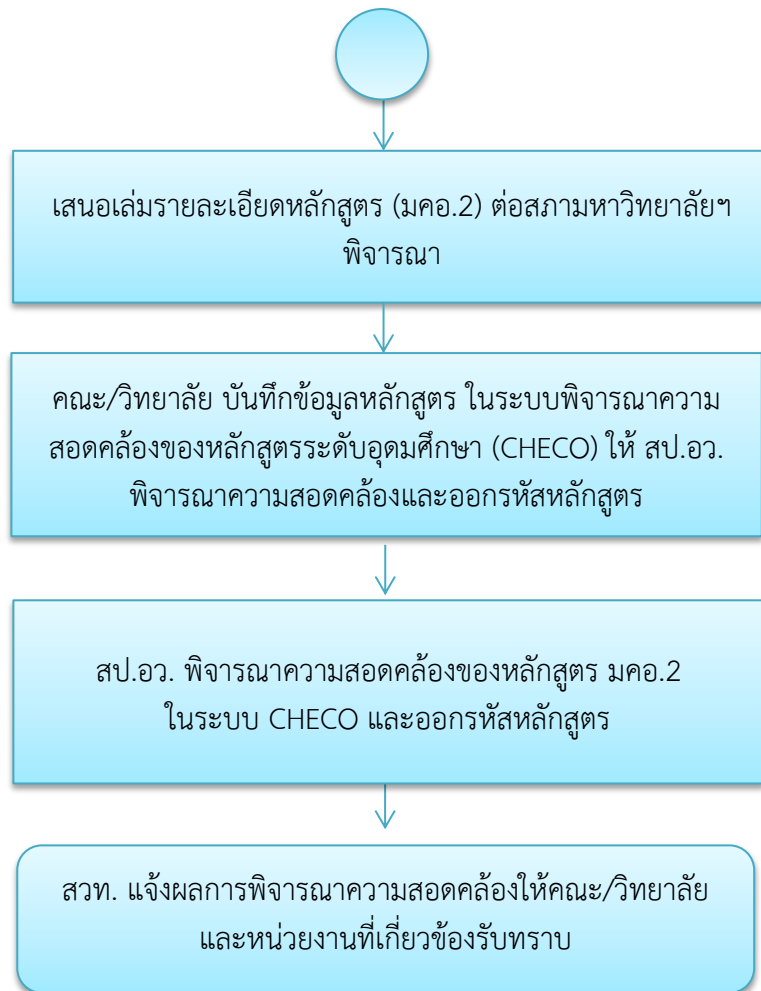 เสนอเล่มรายละเอียดหลักสูตร (มคอ.2) ต่อสภามหาวิทยาลัยฯ
พิจารณา
คณะ/วิทยาลัย บันทึกข้อมูลหลักสูตร ในระบบพิจารณาความ
สอดคล้องของหลักสูตรระดับอุดมศึกษา (CHECO) ให้ สป.อว.
พิจารณาความสอดคล้องและออกรหัสหลักสูตร
สป.อว. พิจารณาความสอดคล้องของหลักสูตร มคอ.2
ในระบบ CHECO และออกรหัสหลักสูตร
สวท. แจ้งผลการพิจารณาความสอดคล้องให้คณะ/วิทยาลัย
และหน่วยงานที่เกี่ยวข้องรับทราบ